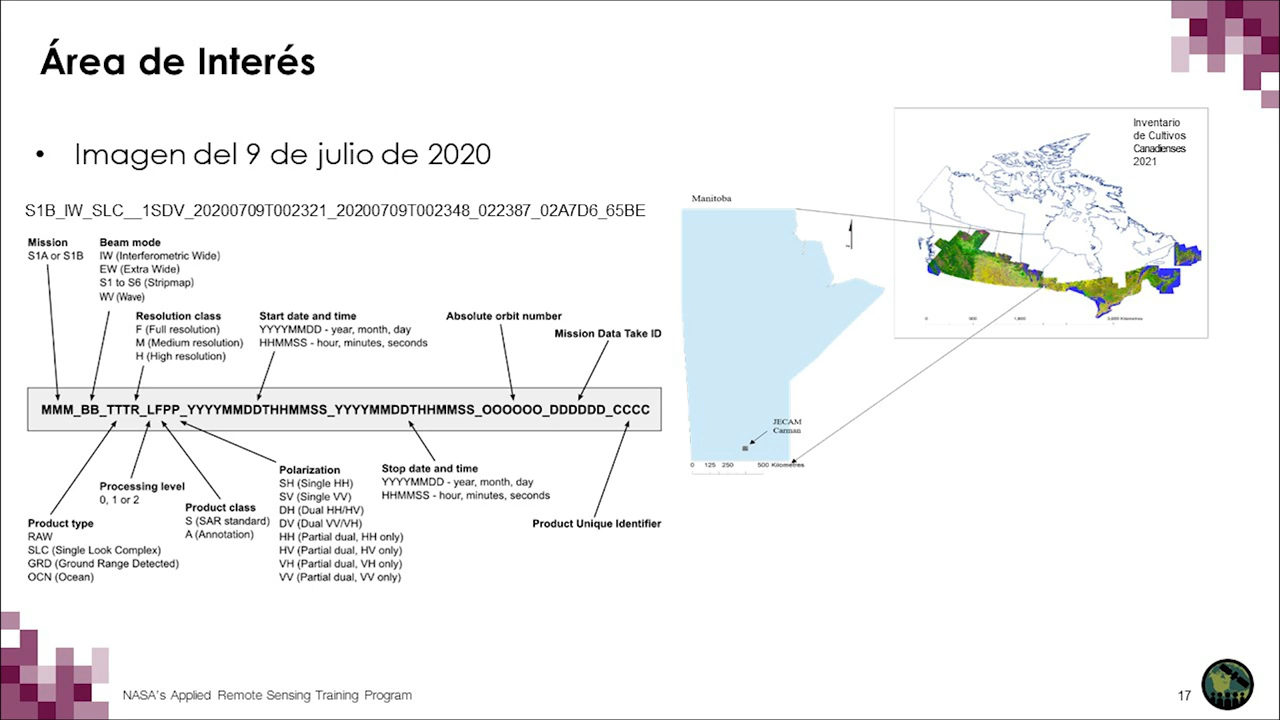 Área de Interés
• Imagen del 9 de julio de 2020
S1B_IW_SLC__1SDV_20200709T002321_20200709T002348_022387_02A7D6_65BE
Mission
S1A or S1B
Beam mode
IW (Interferometric Wide)
EW (Extra Wide)
S1 to S6 (Stripmap)
WV (Wave)
Resolution class
F (Full resolution)
M (Medium resolution)
H (High resolution)
Start date and time
YYYYMMDD - year, month, day
HHMMSS - hour, minutes, seconds
Absolute orbit number
Mission Data Take ID
MMM_BB_TTTR_LFPP_YYYYMMDDTHHMMSS_YYYYMMDDTHHMMSS_OOOOOO_DDDDDD_CCCC
Product type
RAW
SLC (Single Look Complex)
GRD (Ground Range Detected)
OCN (Ocean)
Processing level
0, 1 or 2
Product class
S (SAR standard)
A (Annotation)
Polarization
SH (Single HH)
SV (Single VV)
DH (Dual HH/HV)
DV (Dual VV/VH)
HH (Partial dual, HH only)
HV (Partial dual, HV only)
VH (Partial dual, VH only)
VV (Partial dual, VV only)
Stop date and time
YYYYMMDD - year, month, day
HHMMSS - hour, minutes, seconds
Product Unique Identifier
Manitoba
JECAM
Carman
0 125 250 500 Kilometres
Inventario
de Cultivos
Canadienses
2021
0
Kilometres
NASA's Applied Remote Sensing Training Program
17